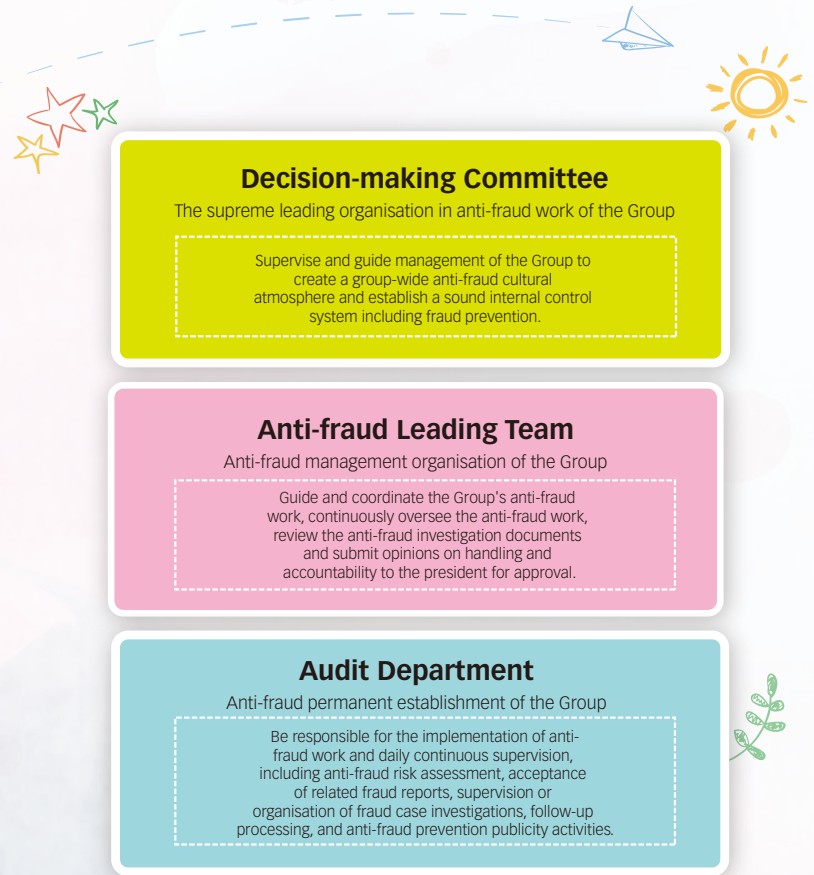 Decision-making Committee
The supreme leading organisation in anti-fraud work of the Group
Supervise and guide management of the Group to
create a group-wide anti-fraud cultural
atmosphere and establish a sound internal control
system including fraud prevention.
Anti-fraud Leading Team
Anti-fraud management organisation of the Group
Guide and coordinate the Group's anti-fraud
work, continuously oversee the anti-fraud work,
review the anti-fraud investigation documents
and submit opinions on handling and
accountability to the president for approval.
Audit Department
Anti-fraud permanent establishment of the Group
Be responsible for the implementation of anti-
fraud work and daily continuous supervision,
including anti-fraud risk assessment, acceptance
of related fraud reports, supervision or
organisation of fraud case investigations, follow-up
processing, and anti-fraud prevention publicity activities.